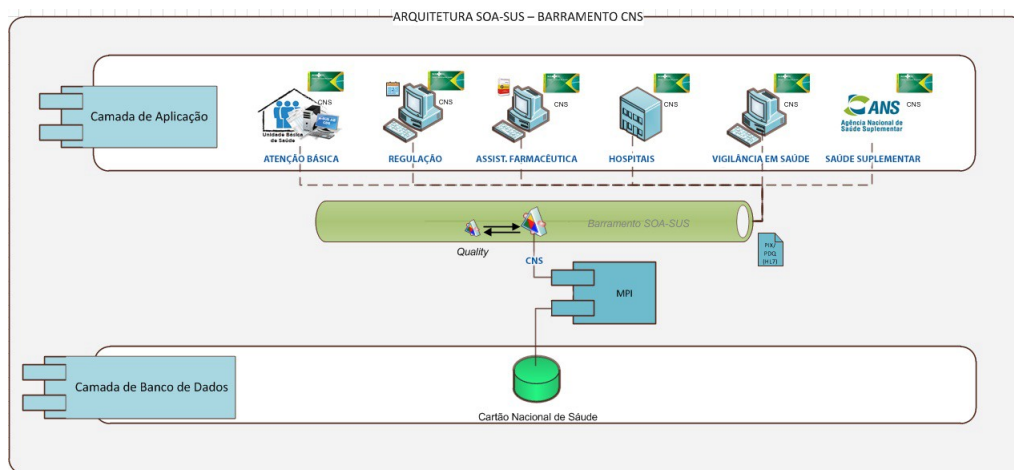 ARQUITETURA SOA-SUS – BARRAMENTO CNS
Camada de Aplicação
CNS
CNS
CNS
CNS
CNS
CNS
Unidade Básica
de Saúde
ANS
Agência Nacional de
Saúde Suplementar
ATENÇÃO BÁSICA
REGULAÇÃO
ASSIST. FARMACÊUTICA
HOSPITAIS
VIGILÂNCIA EM SAÚDE
SAÚDE SUPLEMENTAR
Barramento SOA-SUS
Quality
CNS
PIX/
PDQ
(HL7)
MPI
Camada de Banco de Dados
Cartão Nacional de Sáude